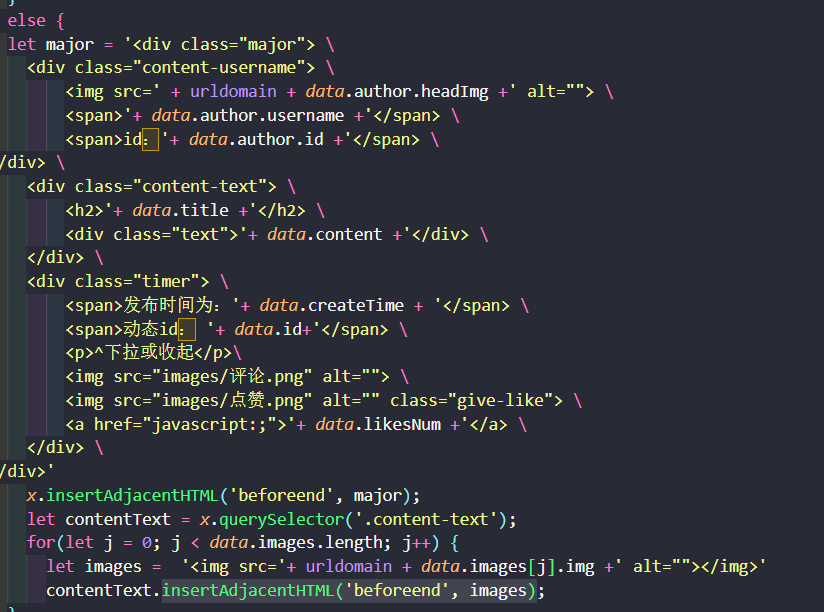 }
else {
let major = '<div class="major"> \
<div class="content-username"> \
<img src=' + urldomain + data.author.headImg +' alt=""> \
<span>'+ data.author.username +'</span> \
<span>id：'+ data.author.id +'</span> \
/div> \
<div class="content-text"> \
<h2>'+ data.title +'</h2> \
<div class="text">'+ data.content +'</div> \
</div> \
<div class="timer"> \
<span>发布时间为：'+ data.createTime + '</span> \
<span>动态id： '+ data.id+'</span> \
<p>^下拉或收起</p>\
<img src="images/评论.png" alt=""> \
<img src="images/点赞.png" alt="" class="give-like"> \
<a href="javascript:;">'+ data.likesNum +'</a> \
</div> \
/div>'
x.insertAdjacentHTML('beforeend', major);
let contentText = x.querySelector('.content-text');
for(let j = 0; j < data.images.length; j++) {
let images =  '<img src='+ urldomain + data.images[j].img +' alt=""></img>'
contentText.insertAdjacentHTML('beforeend', images);
}